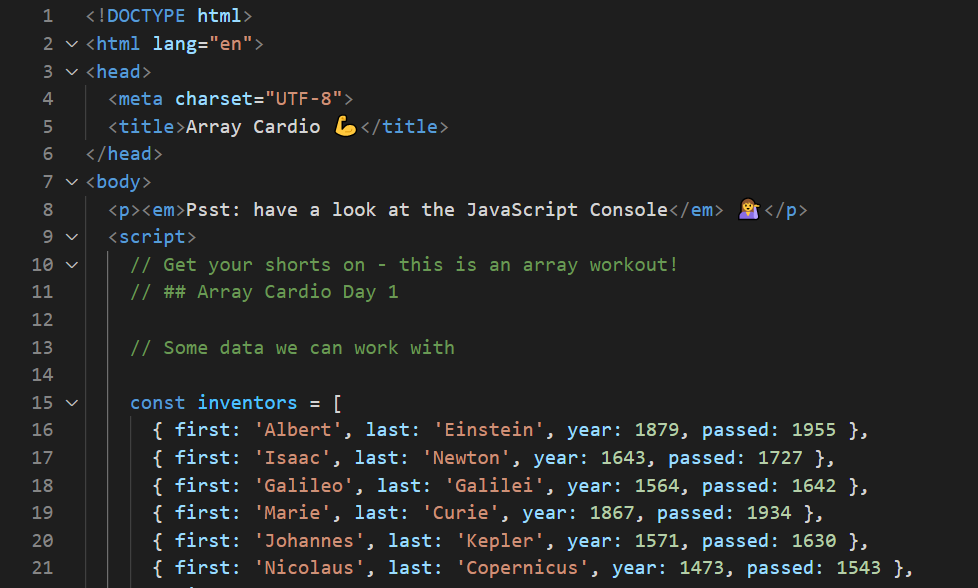 1 <!DOCTYPE html>
2 <html lang="en">
3 <head>
4 <meta charset="UTF-8">
5 <title>Array Cardio 💪</title>
6 </head>
7 <body>
8 <p><em>Psst: have a look at the JavaScript Console</em> 💁</p>
9 <script>
10 // Get your shorts on - this is an array workout!
11 // ## Array Cardio Day 1
12
13 // Some data we can work with
14
15 const inventors = [
16 { first: 'Albert', last: 'Einstein', year: 1879, passed: 1955 },
17 { first: 'Isaac', last: 'Newton', year: 1643, passed: 1727 },
18 { first: 'Galileo', last: 'Galilei', year: 1564, passed: 1642 },
19 { first: 'Marie', last: 'Curie', year: 1867, passed: 1934 },
20 { first: 'Johannes', last: 'Kepler', year: 1571, passed: 1630 },
21 { first: 'Nicolaus', last: 'Copernicus', year: 1473, passed: 1543 },